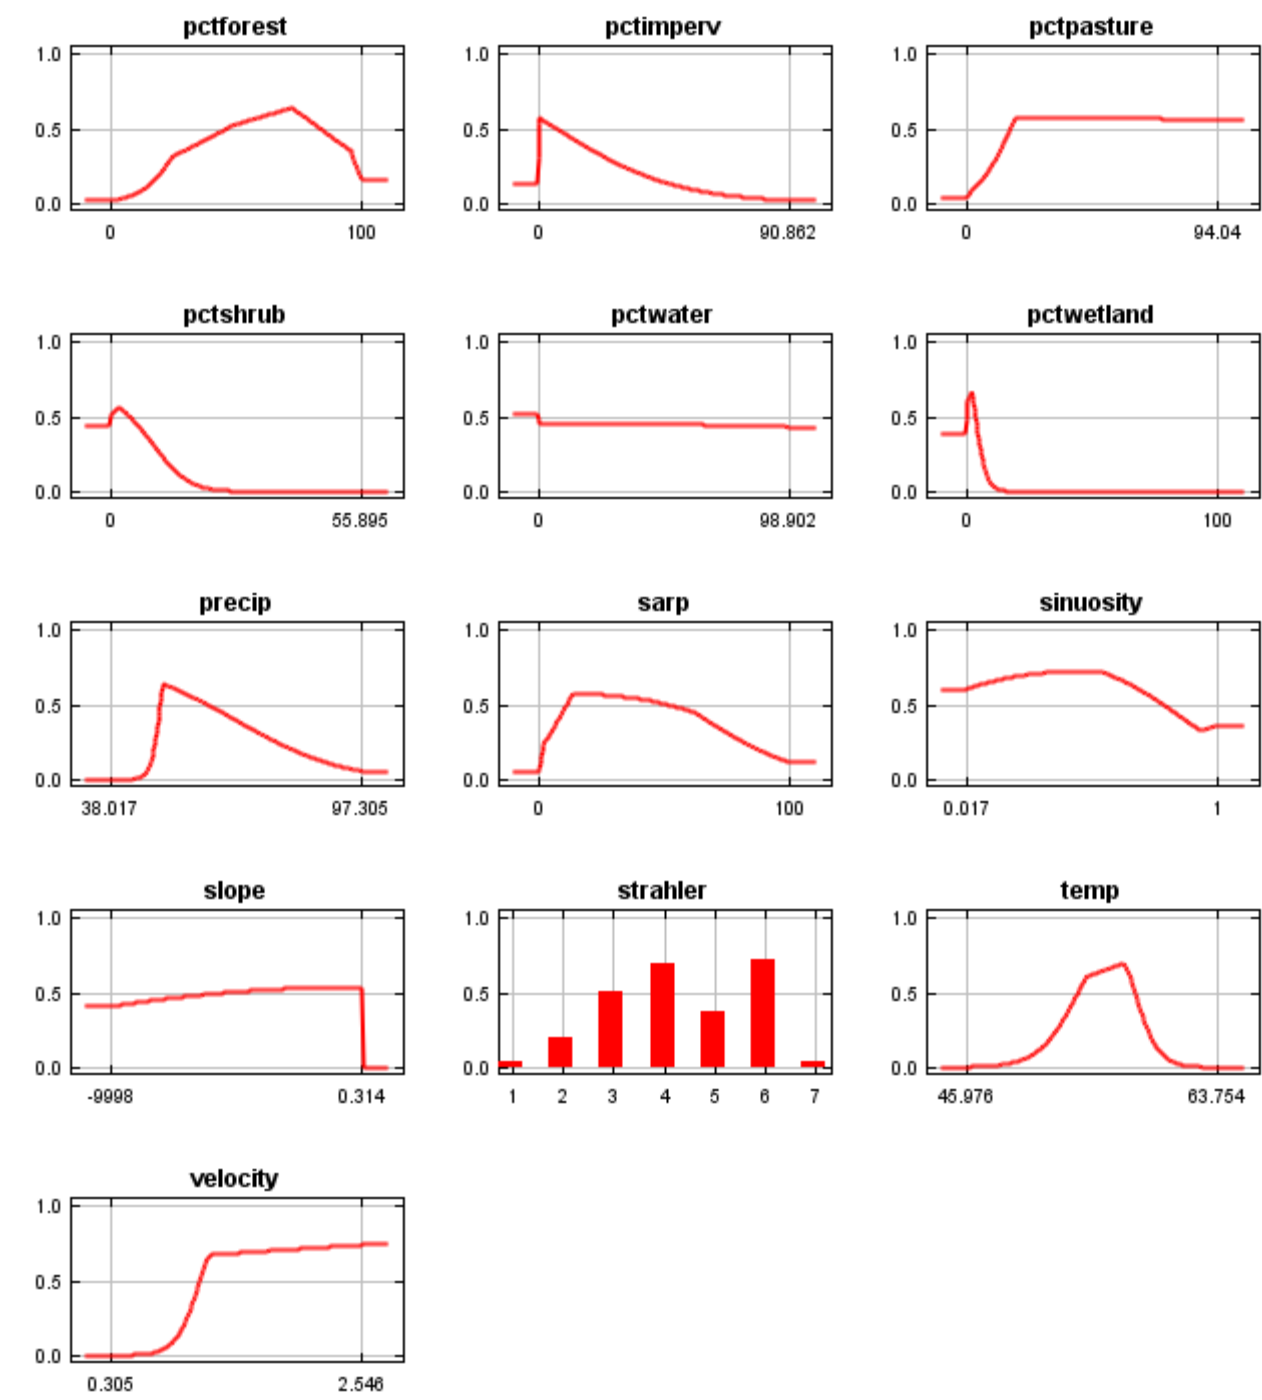 pctforest pctimperv pctpasture
1.0 1.0 1.0
0.5 0.5 0.5
0.0 0.0 0.0
0 100 0 90.862 0 94.04
pctshrub pctwater pctwetland
1.0 1.0 1.0
0.5 0.5 0.5
0.0 0.0 0.0
0 55.895 0 98.902 0 100
precip sarp sinuosity
1.0 1.0 1.0
0.5 0.5 0.5
0.0 0.0 0.0
38.017 97.305 0 100 0.017 1
slope strahler temp
1.0 1.0 1.0
0.5 0.5 0.5
0.0 0.0 0.0
-9998 0.314 1 2 3 4 5 6 7 45.976 63.754
velocity
1.0
0.5
0.0
0.305 2.546